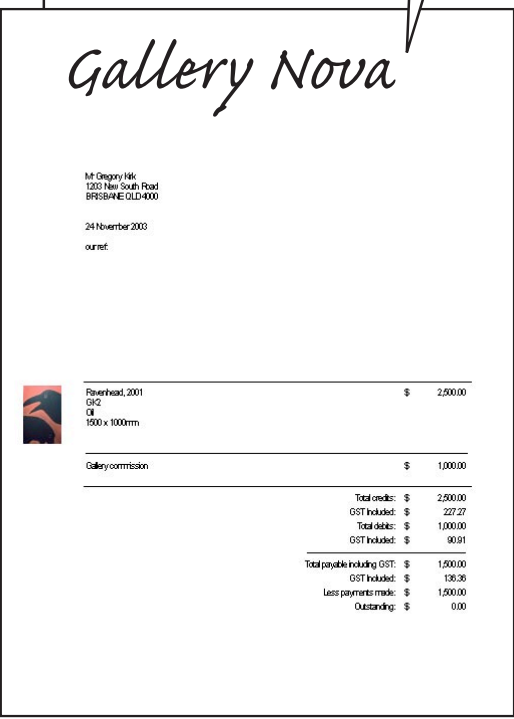 Gallery Nova
Mr Gregory Kirk
1203 New South Road
BRISBANE QLD 4000
24 November 2003
our ref:
Ravenhead, 2001 $ 2,500.00
GK2
Oil
1500 x 1000mm
Gallery commission $ 1,000.00
Total credits: $ 2,500.00
GST Included: $ 227.27
Total debits: $ 1,000.00
GST Included: $ 90.91
Total payable including GST: $ 1,500.00
GST Included: $ 136.36
Less payments made: $ 1,500.00
Outstanding: $ 0.00